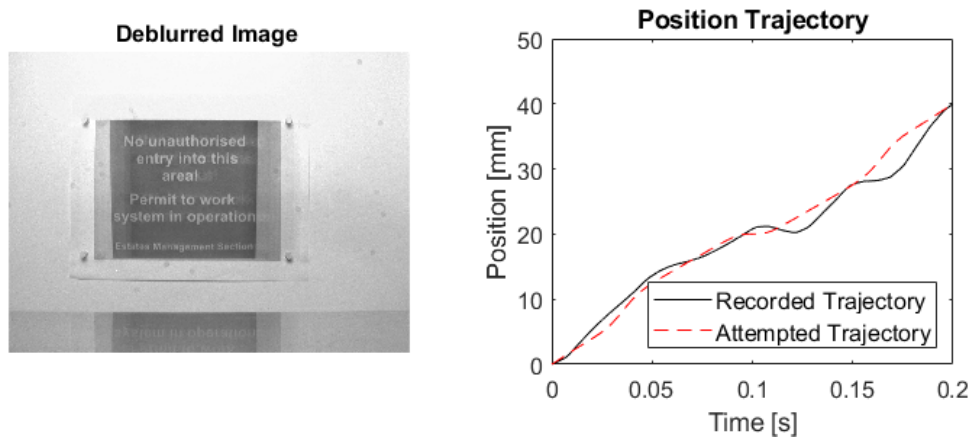 Deblurred Image
No unauthorised
entry into this
area!
Permit to work
system in operation
Estates Management Section
Position Trajectory
Position [mm]
50
40
30
20
10
0
Recorded Trajectory
Attempted Trajectory
0 0.05 0.1 0.15 0.2
Time [s]